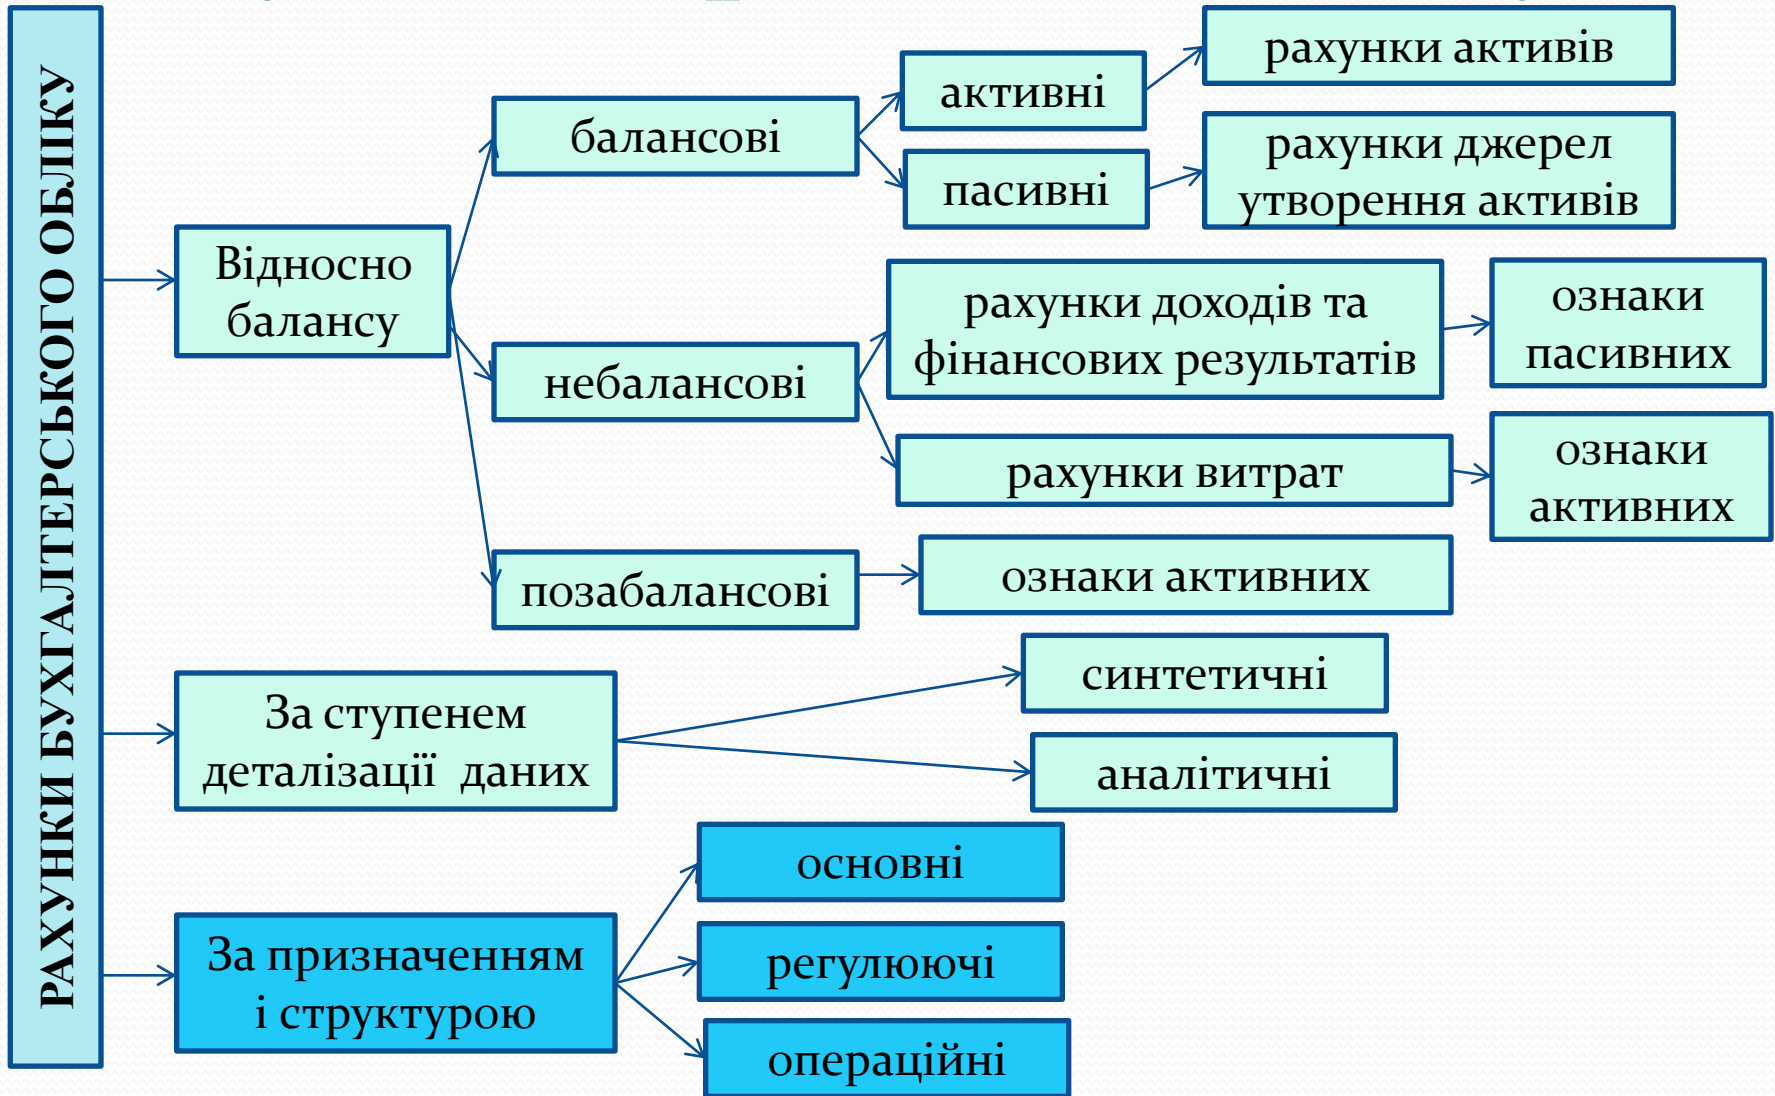 РАХУНКИ БУХГАЛТЕРСЬКОГО ОБЛІКУ
Відносно
балансу
балансові
активні
рахунки активів
пасивні
рахунки джерел
утворення активів
небалансові
рахунки доходів та
фінансових результатів
ознаки
пасивних
рахунки витрат
ознаки
активних
позабалансові
ознаки активних
За ступенем
деталізації даних
синтетичні
аналітичні
За призначенням
і структурою
основні
регулюючі
операційні